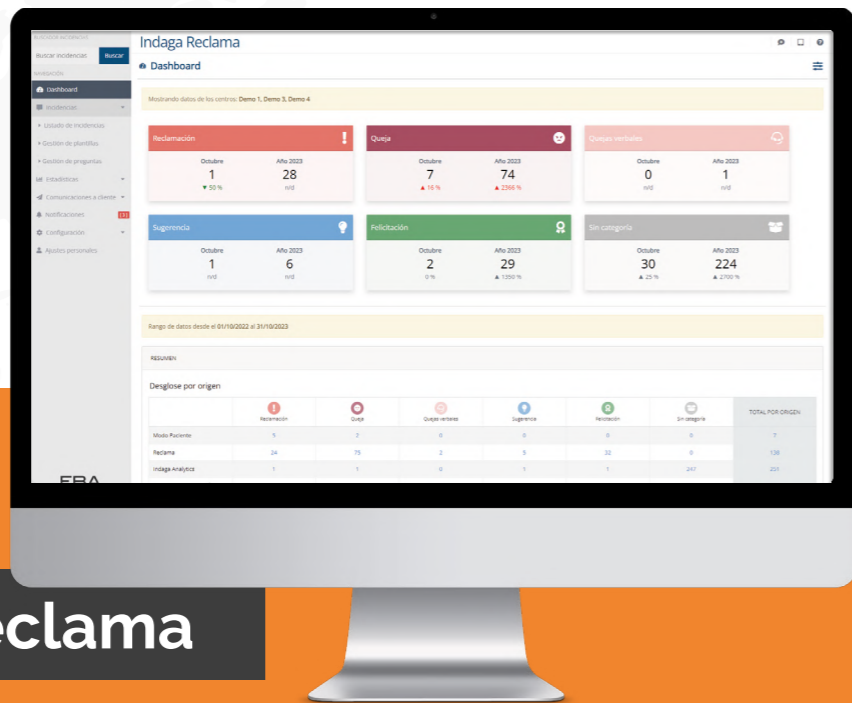 BUSCADOR INCIDENCIAS
Buscar incidencias Buscar
NAVEGACIÓN
Dashboard
Incidencias
Listado de incidencias
Gestión de plantillas
Gestión de preguntas
Estadísticas
Comunicaciones a cliente
Notificaciones
Configuración
Ajustes personales
Indaga Reclama
Dashboard
Mostrando datos de los centros: Demo 1, Demo 3, Demo 4
Reclamación
Octubre Año 2023
1 28
▼ 50 % n/d
Queja
Octubre Año 2023
7 74
▲ 16 % ▲ 2366 %
Quejas verbales
Octubre Año 2023
0 1
n/d n/d
Sugerencia
Octubre Año 2023
1 6
n/d n/d
Felicitación
Octubre Año 2023
2 29
0 % ▲ 1350 %
Sin categoría
Octubre Año 2023
30 224
▲ 25 % ▲ 2700 %
Rango de datos desde el 01/10/2022 al 31/10/2023
RESUMEN
Desglose por origen
Reclamación Queja Quejas verbales Sugerencia Felicitación Sin categoría TOTAL POR ORIGEN
Modo Paciente 5 2 0 0 0 0 7
Reclama 24 75 2 5 32 0 138
Indaga Analytics 1 1 0 1 1 247 251
eclama